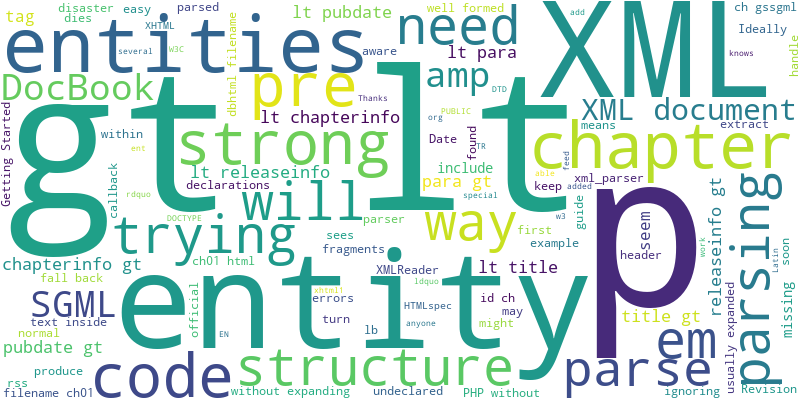 disaster easy XHTML parsed lt pubdate well formed add ch gssgml
tag dies several W3C aware Ideally
entities need XML handle
lt para knows
DocBook pre dbhtml filename amp DTD
Thanks PUBLIC XML document
lt chapterinfo org means extract
Getting Started within strong Date found TR chapter
ent gt lt
callback lt releaseinfo include feed able
rdquo declarations para gt keep added xml_parser
DOCTYPE will parser way special w3 guide
trying sees first example p seem header work parsing releaseinfo gt Latin soon
chapterinfo gt ch01 html fragments lt title
fall back official entity XMLReader usually expanded missing
SGML xhtml1 ldquo id ch
text inside errors HTMLspec may title gt
normal EN turn lb anyone might em
pubdate gt structure parse
rss produce code Revision
filename ch01 without expanding undeclared PHP without ignoring